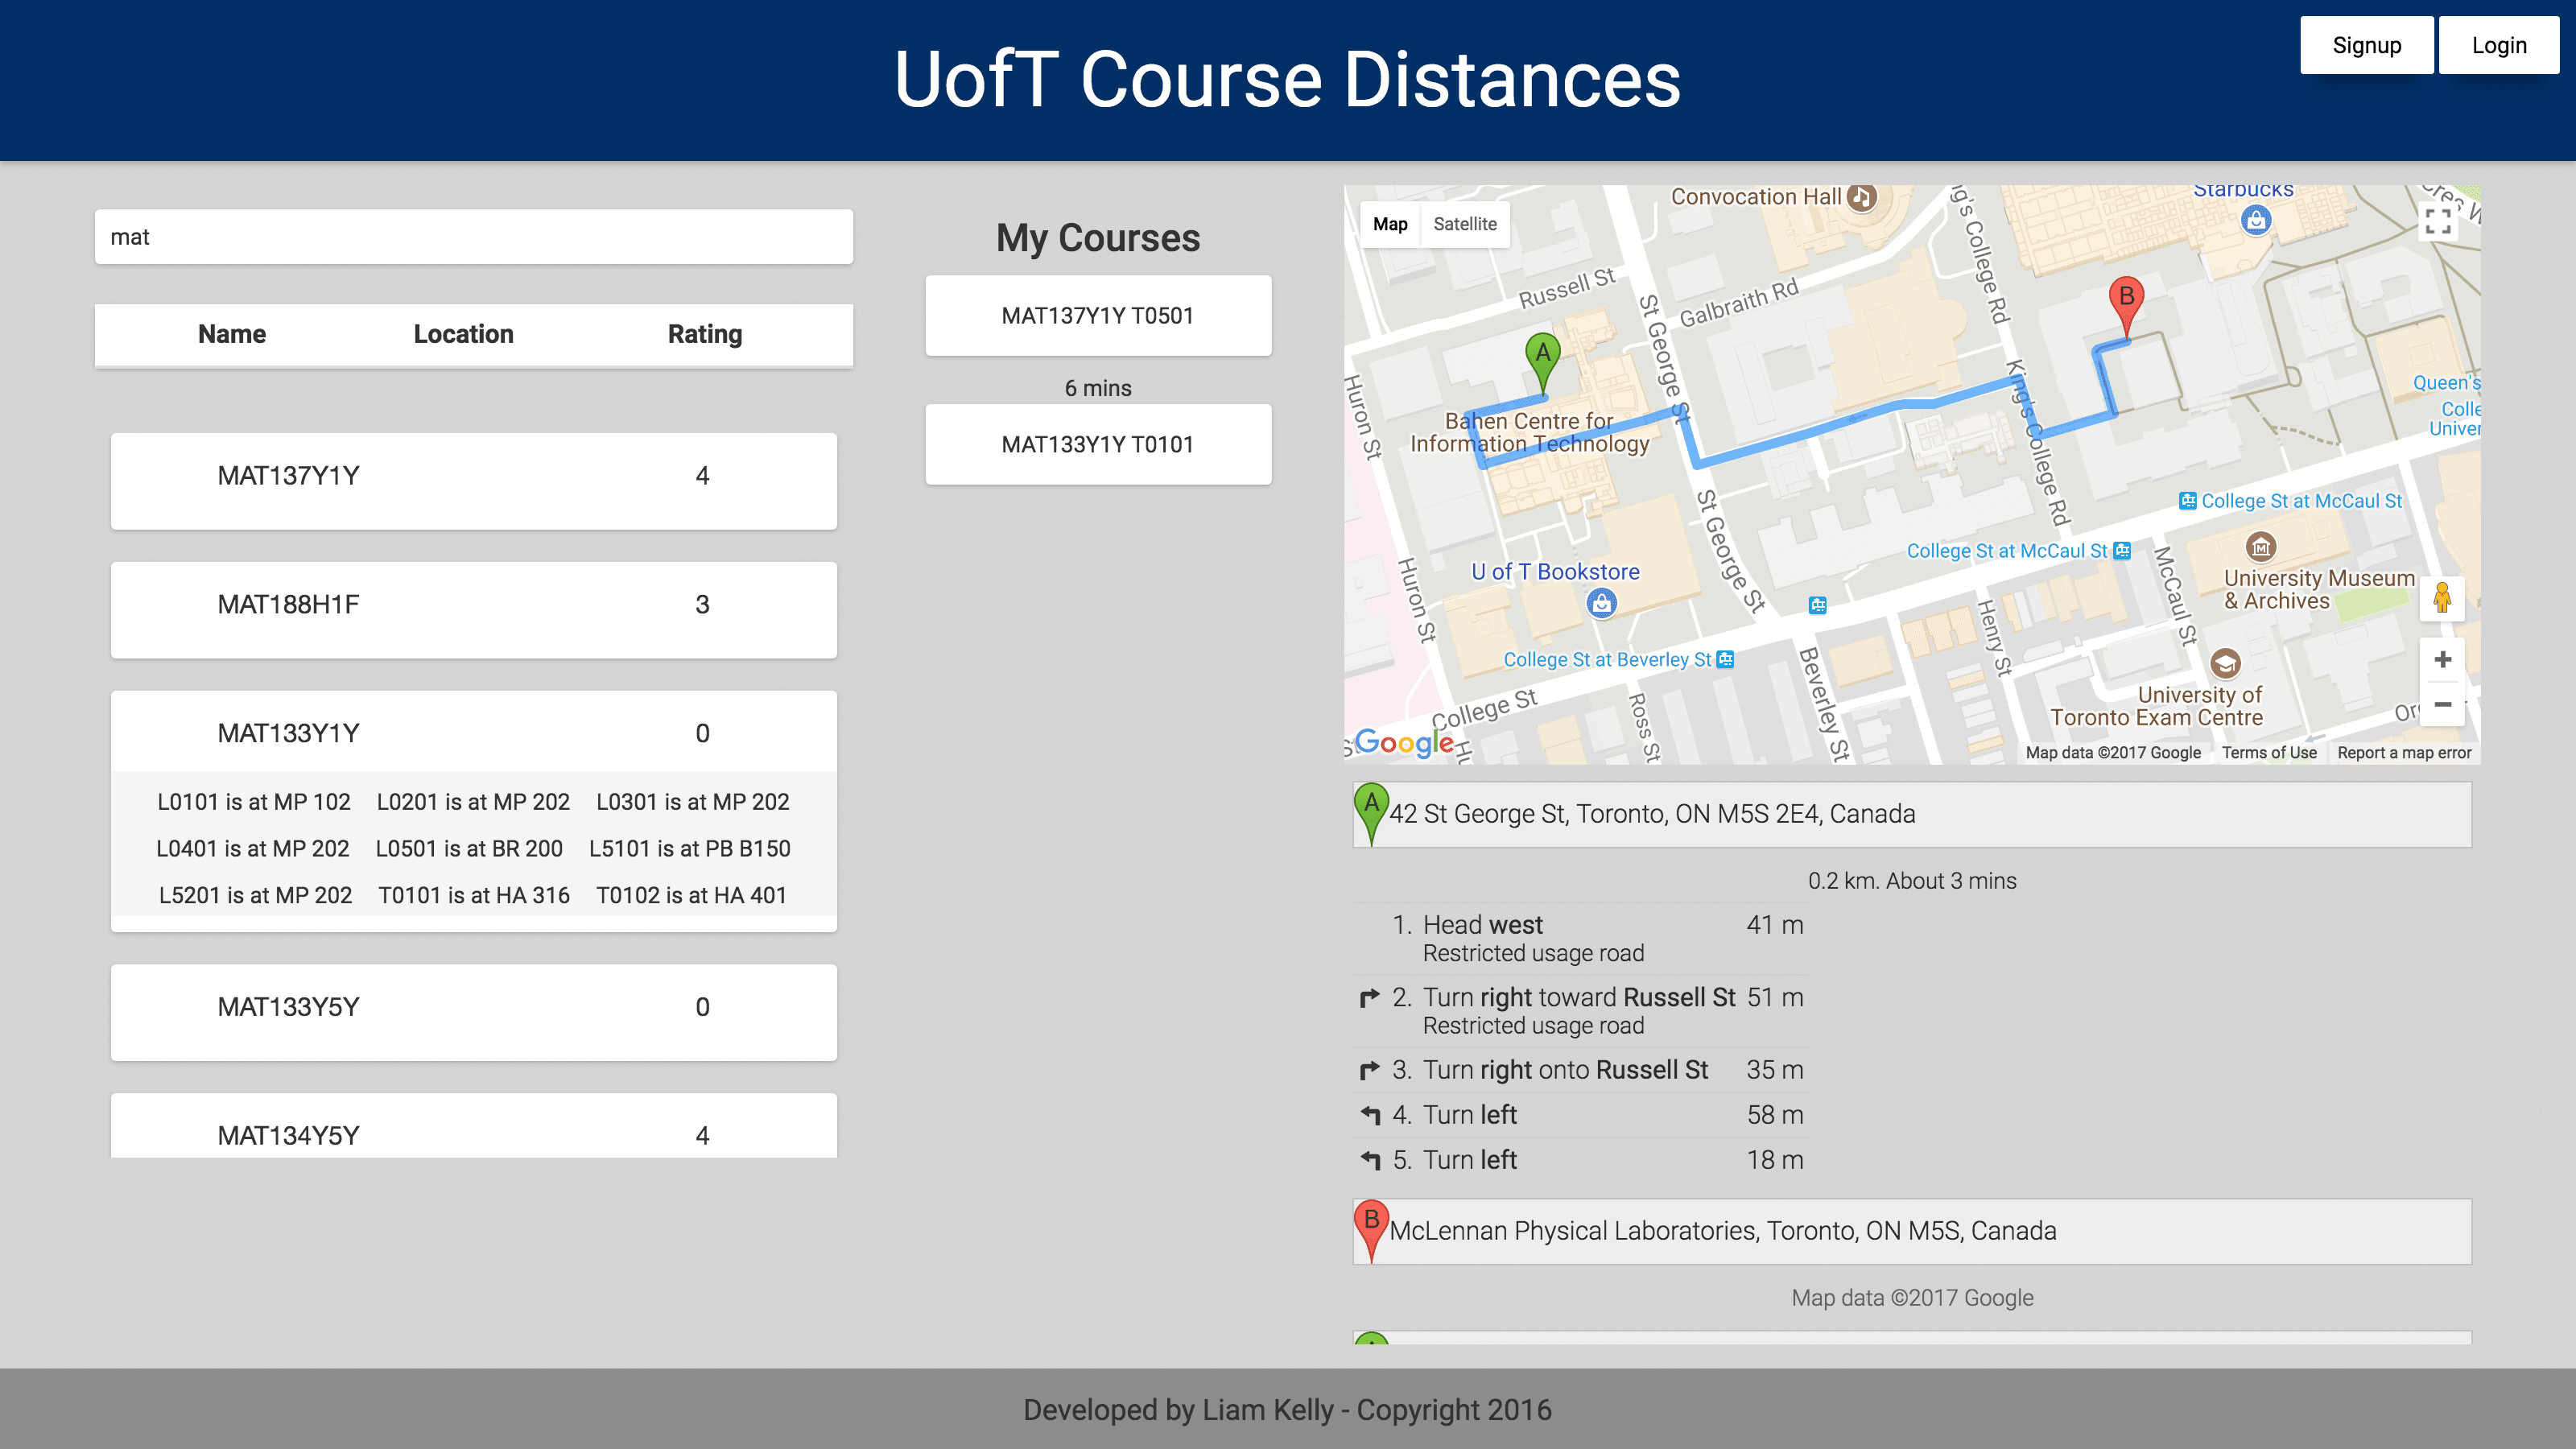 UofT Course Distances
Signup
Login
mat
Name Location Rating
MAT137Y1Y 4
MAT188H1F 3
MAT133Y1Y 0
L0101 is at MP 102 L0201 is at MP 202 L0301 is at MP 202
L0401 is at MP 202 L0501 is at BR 200 L5101 is at PB B150
L5201 is at MP 202 T0101 is at HA 316 T0102 is at HA 401
MAT133Y5Y 0
MAT134Y5Y 4
My Courses
MAT137Y1Y T0501
6 mins
MAT133Y1Y T0101
Map Satellite
Convocation Hall
Starbucks
Russell St
Galbraith Rd
St George St
King's College Rd
Huron St
A
B
Bahen Centre for
Information Technology
King's College Rd
Queen's
Colle
Univer
St George St
College St at McCaul St
College St at McCaul St
U of T Bookstore
Huron St
McCaul St
University Museum
& Archives
Henry St
College St at Beverley St
Beverley St
Ross St
College St
University of
Toronto Exam Centre
Google
Map data ©2017 Google Terms of Use Report a map error
A 42 St George St, Toronto, ON M5S 2E4, Canada
0.2 km. About 3 mins
1. Head west 41 m
Restricted usage road
2. Turn right toward Russell St 51 m
Restricted usage road
3. Turn right onto Russell St 35 m
4. Turn left 58 m
5. Turn left 18 m
B McLennan Physical Laboratories, Toronto, ON M5S, Canada
Map data ©2017 Google
Developed by Liam Kelly - Copyright 2016